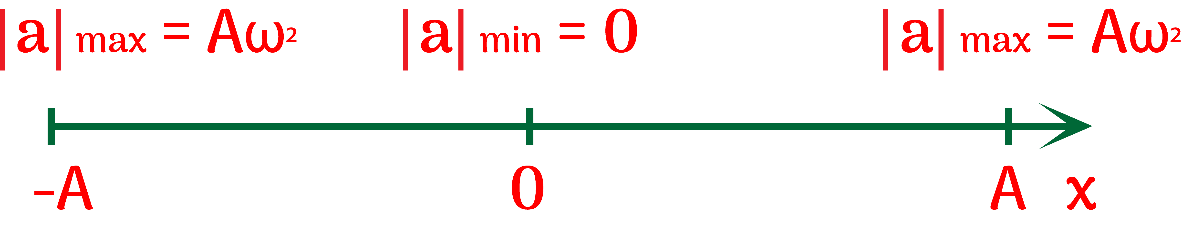 |a| max = Aω² |a| min = 0 |a| max = Aω²
-A 0 A x